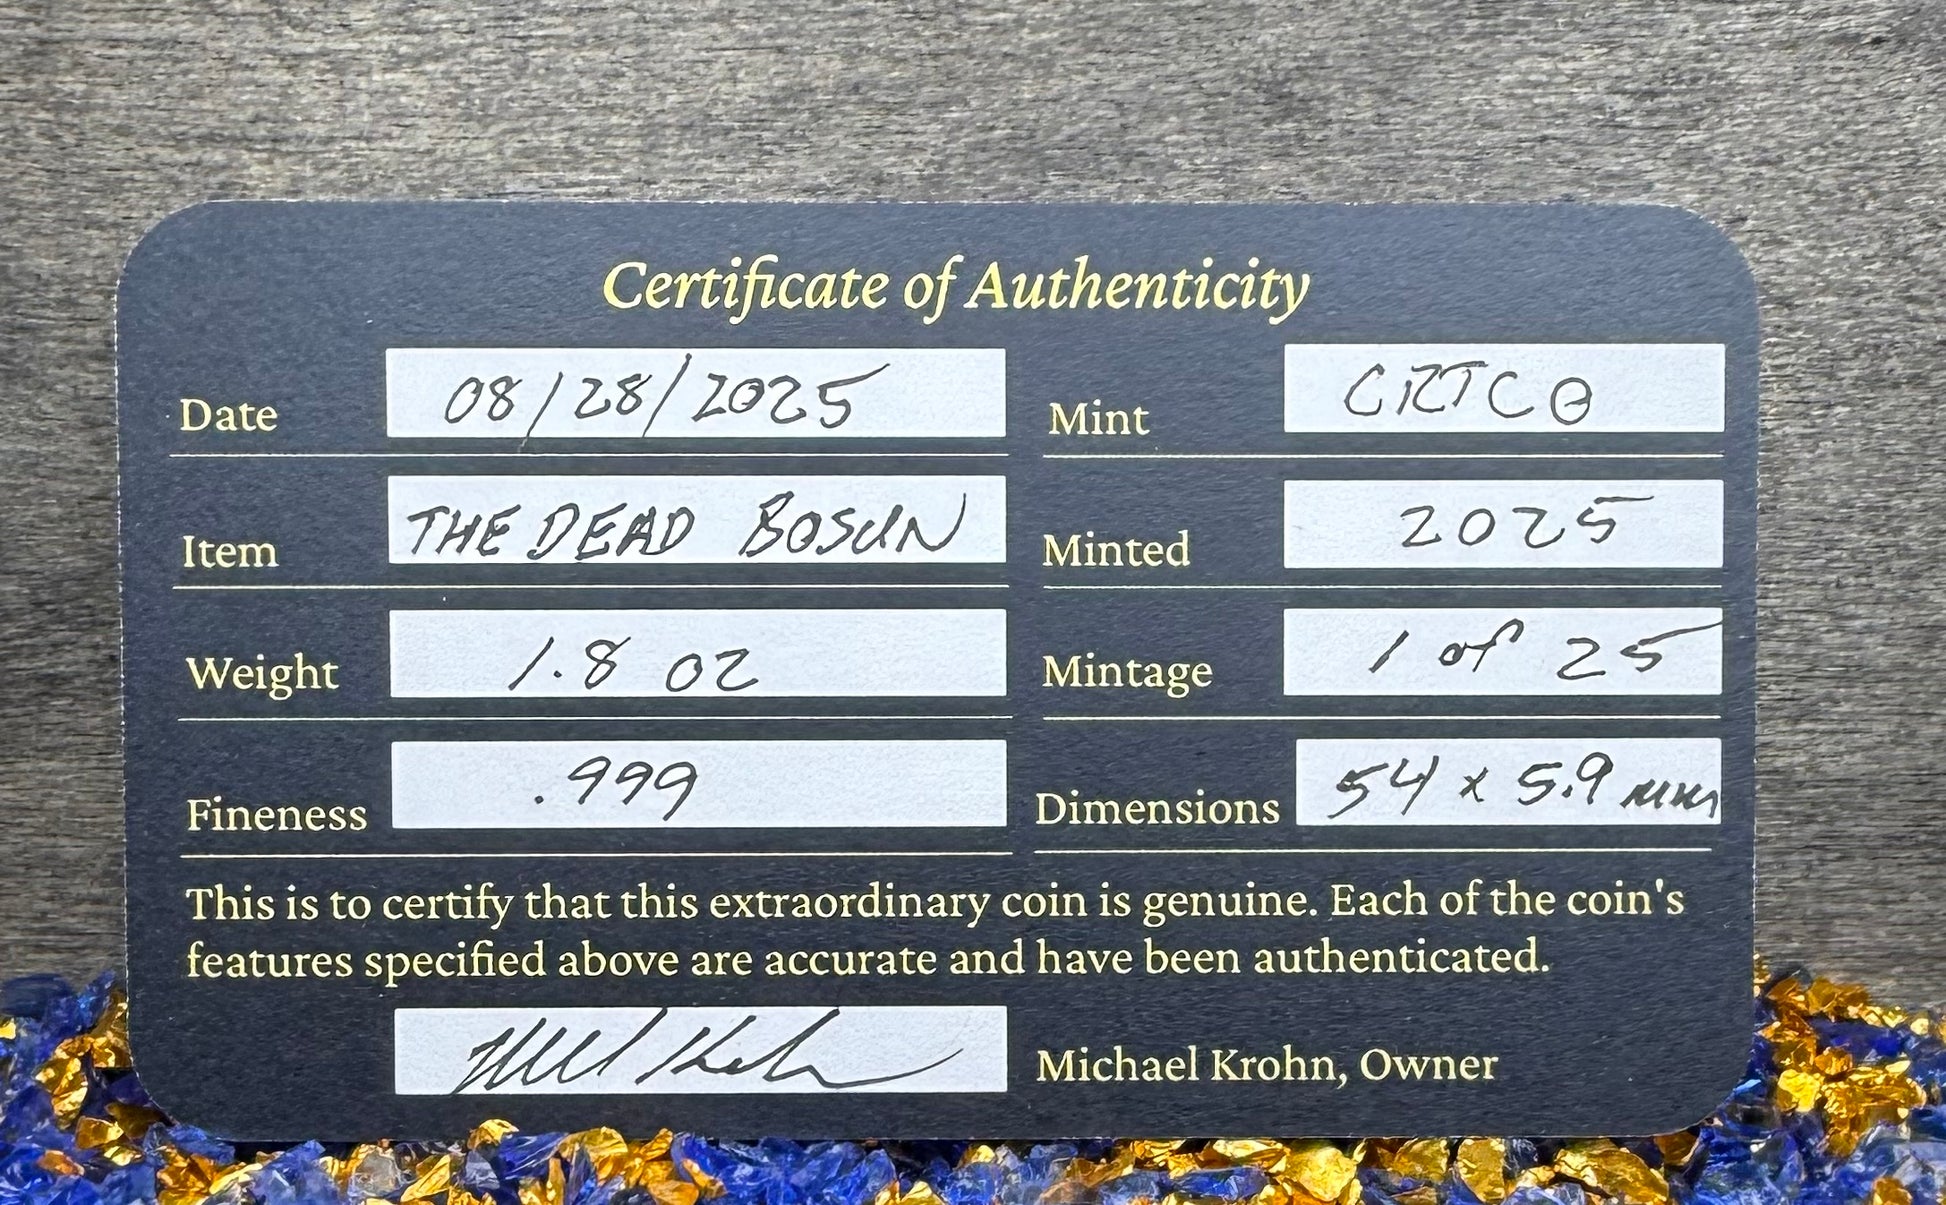 Certificate of Authenticity
Date 08/28/2025 Mint CRTCO
Item THE DEAD BOSUN Minted 2025
Weight 1.8 OZ Mintage 1 of 25
Fineness .999 Dimensions 54 x 5.9 mm
This is to certify that this extraordinary coin is genuine. Each of the coin's
features specified above are accurate and have been authenticated.
Michael Krohn, Owner